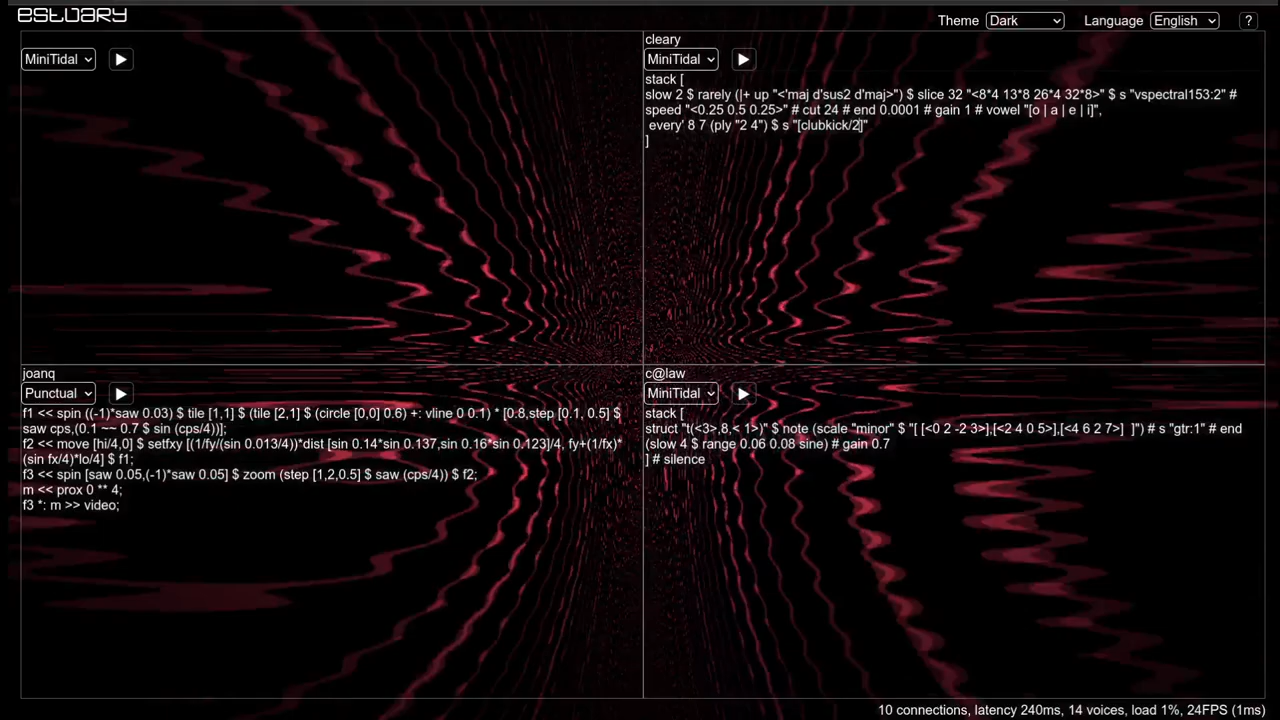 estuary
Theme Dark Language English ?
MiniTidal
cleary
MiniTidal
stack [
slow 2 $ rarely (|+ up "<'maj d'sus2 d'maj>") $ slice 32 "<8*4 13*8 26*4 32*8>" $ s "vspectral153:2" #
speed "<0.25 0.5 0.25>" # cut 24 # end 0.0001 # gain 1 # vowel "[o | a | e | i]",
every' 8 7 (ply "2 4") $ s "[clubkick/2]"
]
joanq
Punctual
f1 << spin ((-1)*saw 0.03) $ tile [1,1] $ (tile [2,1] $ (circle [0,0] 0.6) +: vline 0 0.1) * [0.8,step [0.1, 0.5] $
saw cps,(0.1 ~~ 0.7 $ sin (cps/4))];
f2 << move [hi/4,0] $ setfxy [(1/fy/(sin 0.013/4))*dist [sin 0.14*sin 0.137,sin 0.16*sin 0.123]/4, fy+(1/fx)*
(sin fx/4)*lo/4] $ f1;
f3 << spin [saw 0.05,(-1)*saw 0.05] $ zoom (step [1,2,0.5] $ saw (cps/4)) $ f2;
m << prox 0 ** 4;
f3 *: m >> video;
c@law
MiniTidal
stack [
struct "t(<3>,8,< 1>)" $ note (scale "minor" $ "[ [<0 2 -2 3>],[<2 4 0 5>],[<4 6 2 7>]  ]") # s "gtr:1" # end
(slow 4 $ range 0.06 0.08 sine) # gain 0.7
] # silence
10 connections, latency 240ms, 14 voices, load 1%, 24FPS (1ms)